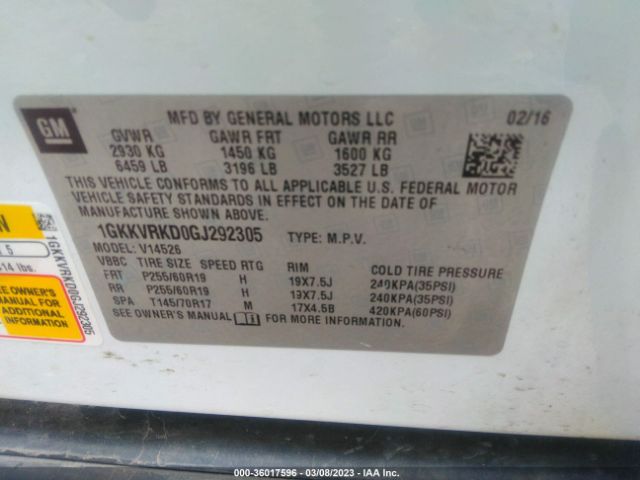 GM
MFD BY GENERAL MOTORS LLC 02/16
GVWR GAWR FRT GAWR RR
2930 KG 1450 KG 1600 KG
6459 LB 3196 LB 3527 LB
THIS VEHICLE CONFORMS TO ALL APPLICABLE U.S. FEDERAL MOTOR
VEHICLE SAFETY STANDARDS IN EFFECT ON THE DATE OF
MANUFACTURE SHOWN ABOVE.
1GKKVRKD0GJ292305 TYPE: M.P.V.
MODEL: V14526
VBBC TIRE SIZE SPEED RTG RIM COLD TIRE PRESSURE
FRT P255/60R19 H 19X7.5J 240KPA(35PSI)
RR P255/60R19 H 19X7.5J 240KPA(35PSI)
SPA T145/70R17 M 17X4.5B 420KPA(60PSI)
SEE OWNER'S MANUAL FOR MORE INFORMATION.
N
5
14 lbs.
SEE OWNER'S
MANUAL FOR
ADDITIONAL
INFORMATION
1GKKVRKD0GJ292305
000-36017596 - 03/08/2023 - IAA Inc.